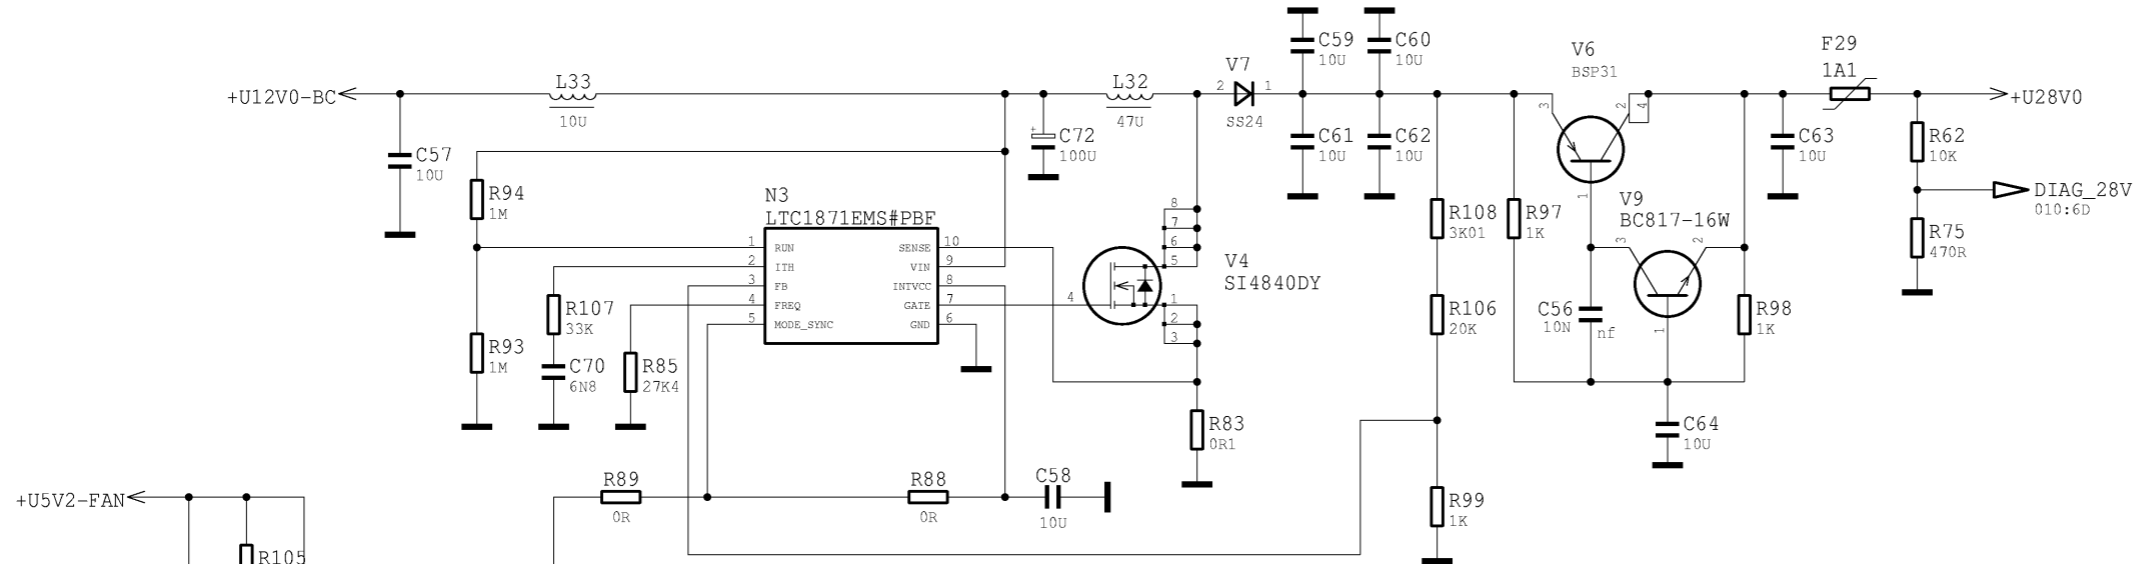 +U12V0-BC
L33
10U
C57
10U
R94
1M
R93
1M
R107
33K
C70
6N8
R85
27K4
N3
LTC1871EMS#PBF
1 RUN
2 ITH
3 FB
4 FREQ
5 MODE_SYNC
SENSE 10
VIN 9
INTVCC 8
GATE 7
GND 6
+
C72
100U
L32
47U
8
7
6
5
4
1
2
3
V4
SI4840DY
R83
0R1
V7
2 1
SS24
C59
10U
C60
10U
C61
10U
C62
10U
R108
3K01
R106
20K
R99
1K
R97
1K
V6
BSP31
3
2
4
1
V9
BC817-16W
3
2
1
C56
10N
nf
R98
1K
C64
10U
C63
10U
F29
1A1
+U28V0
R62
10K
DIAG_28V
010:6D
R75
470R
R89
0R
R88
0R
C58
10U
+U5V2-FAN
R105